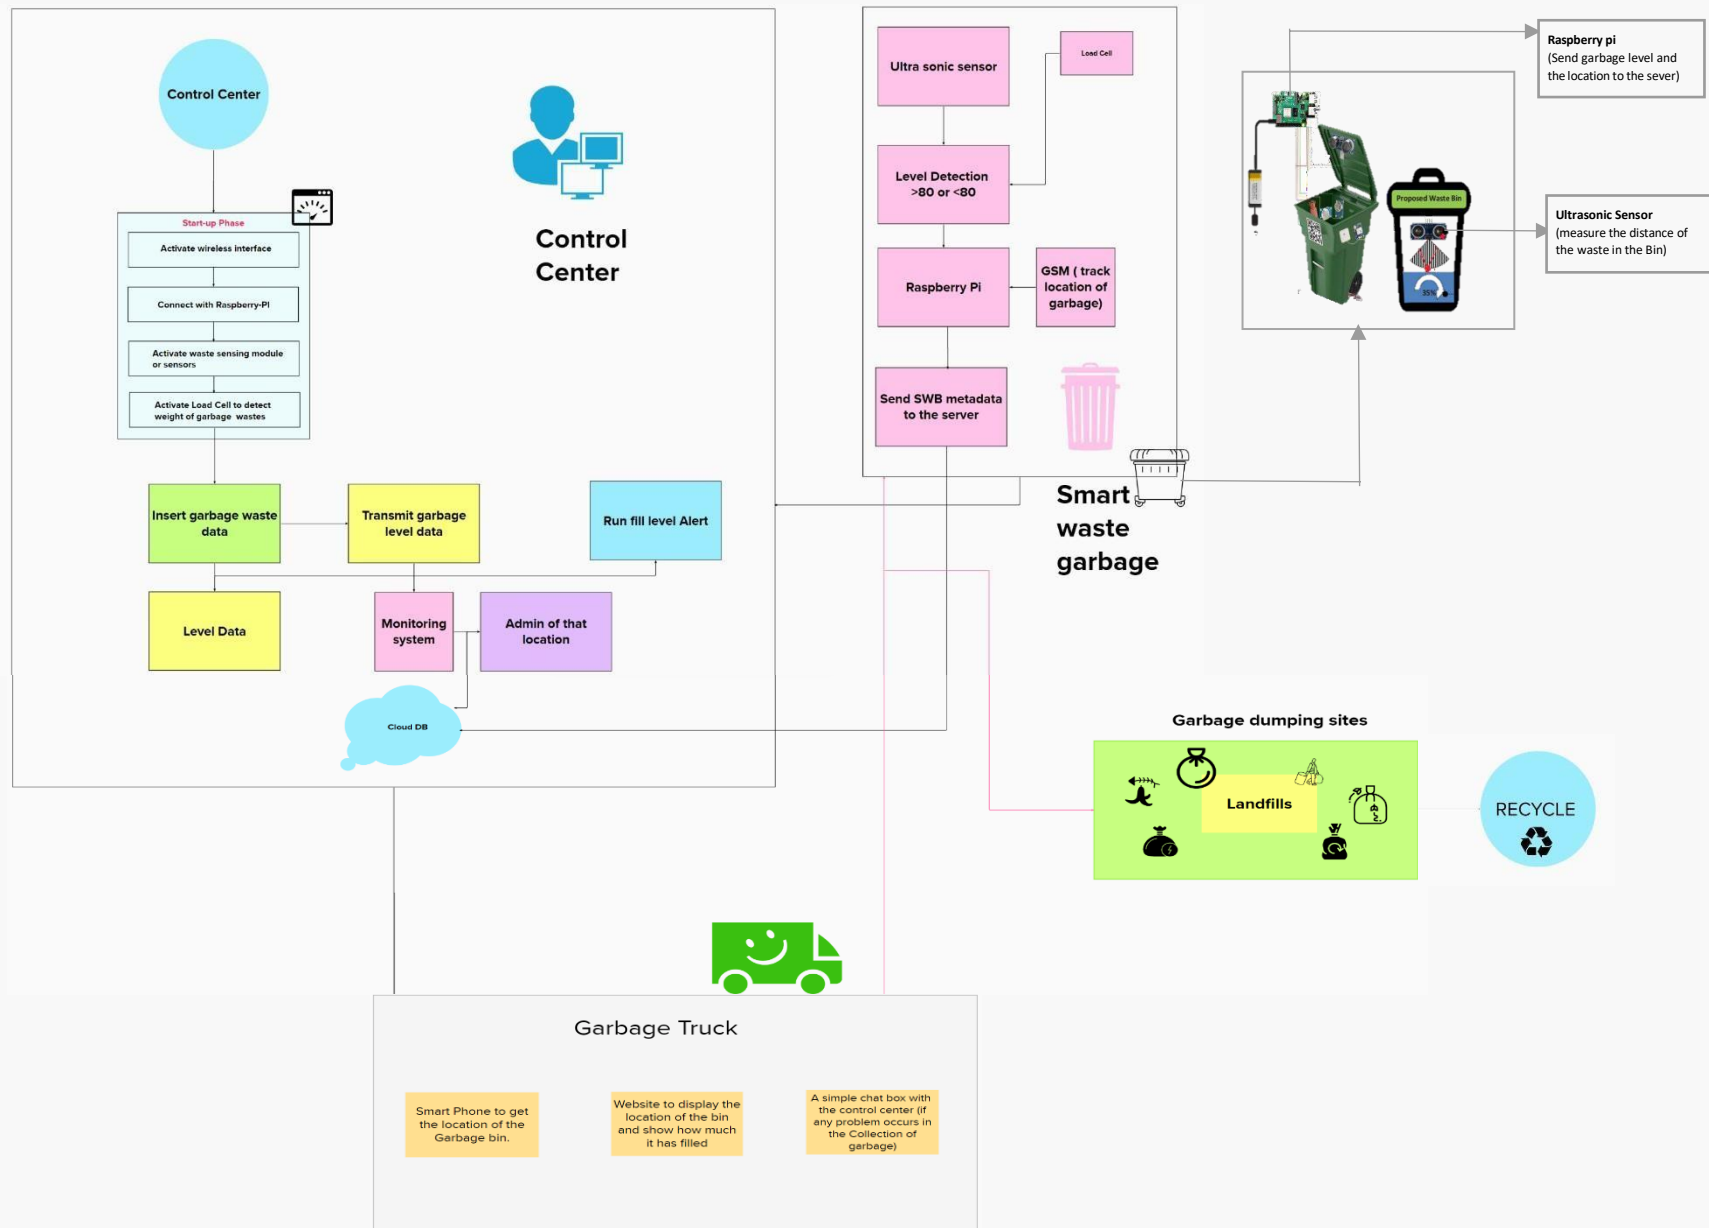 Control Center
Start-up Phase
Activate wireless interface
Connect with Raspberry-PI
Activate waste sensing module
or sensors
Activate Load Cell to detect
weight of garbage  wastes
Control
Center
Insert garbage waste
data
Transmit garbage
level data
Run fill level Alert
Level Data
Monitoring
system
Admin of that
location
Cloud DB
Ultra sonic sensor
Load Cell
Level Detection
>80 or <80
Raspberry Pi
GSM ( track
location of
garbage)
Send SWB metadata
to the server
Smart
waste
garbage
Raspberry pi
(Send garbage level and
the location to the sever)
Proposed Waste Bin
35%
Ultrasonic Sensor
(measure the distance of
the waste in the Bin)
Garbage dumping sites
Landfills
RECYCLE
Garbage Truck
Smart Phone to get
the location of the
Garbage bin.
Website to display the
location of the bin
and show how much
it has filled
A simple chat box with
the control center (if
any problem occurs in
the Collection of
garbage)